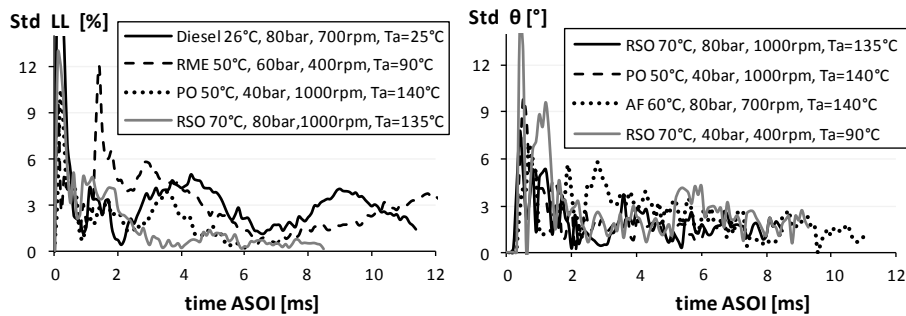 Std LL [%]
Diesel 26°C, 80bar, 700rpm, Ta=25°C
RME 50°C, 60bar, 400rpm, Ta=90°C
PO 50°C, 40bar, 1000rpm, Ta=140°C
RSO 70°C, 80bar,1000rpm, Ta=135°C
12
9
6
3
0
0 2 4 6 8 10 12
time ASOI [ms]
Std θ [°]
RSO 70°C, 80bar, 1000rpm, Ta=135°C
PO 50°C, 40bar, 1000rpm, Ta=140°C
AF 60°C, 80bar, 700rpm, Ta=140°C
RSO 70°C, 40bar, 400rpm, Ta=90°C
12
9
6
3
0
0 2 4 6 8 10 12
time ASOI [ms]